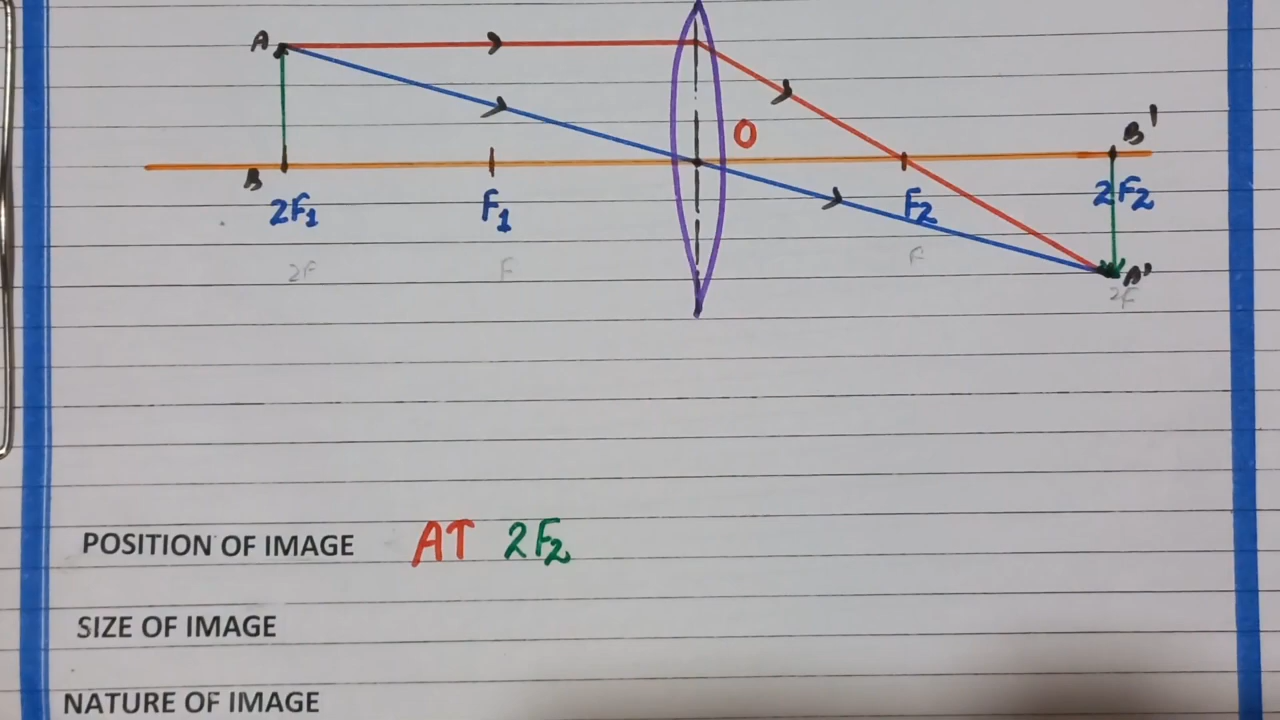 A
O
B'
B
2F₁
F₁
F₂
2F₂
2F
F
F
2F
A'
POSITION OF IMAGE AT 2F₂
SIZE OF IMAGE
NATURE OF IMAGE